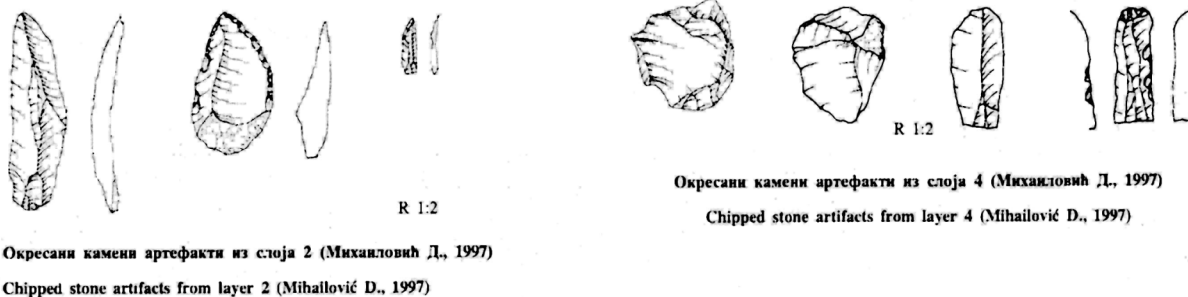 R 1:2
Окресани камени артефакти из слоја 2 (Михаиловић Д., 1997)
Chipped stone artifacts from layer 2 (Mihailović D., 1997)
R 1:2
Окресани камени артефакти из слоја 4 (Михаиловић Д., 1997)
Chipped stone artifacts from layer 4 (Mihailović D., 1997)